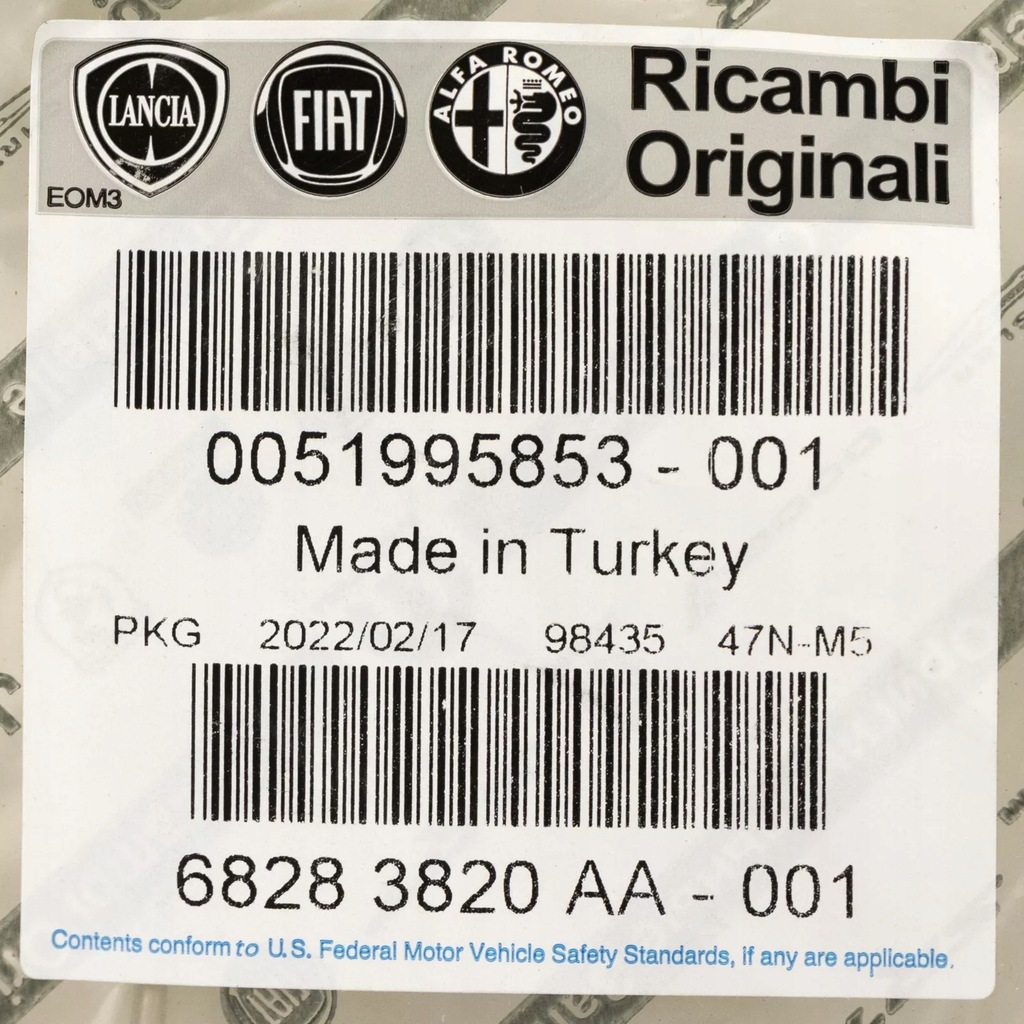 LANCIA
FIAT
ALFA ROMEO
Ricambi
Originali
EOM3
0051995853 - 001
Made in Turkey
PKG 2022/02/17 98435 47N-M5
6828 3820 AA - 001
Contents conform to U.S. Federal Motor Vehicle Safety Standards, if any are applicable.
FIAT